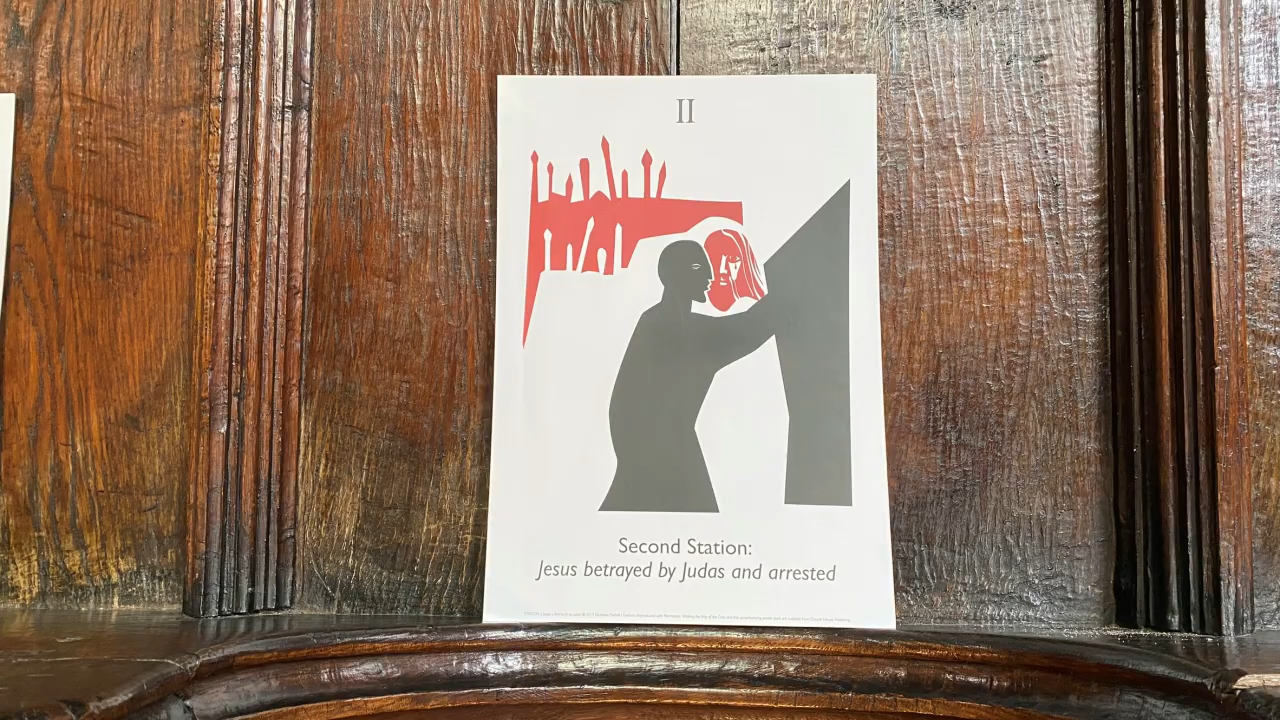 II
Second Station:
Jesus betrayed by Judas and arrested